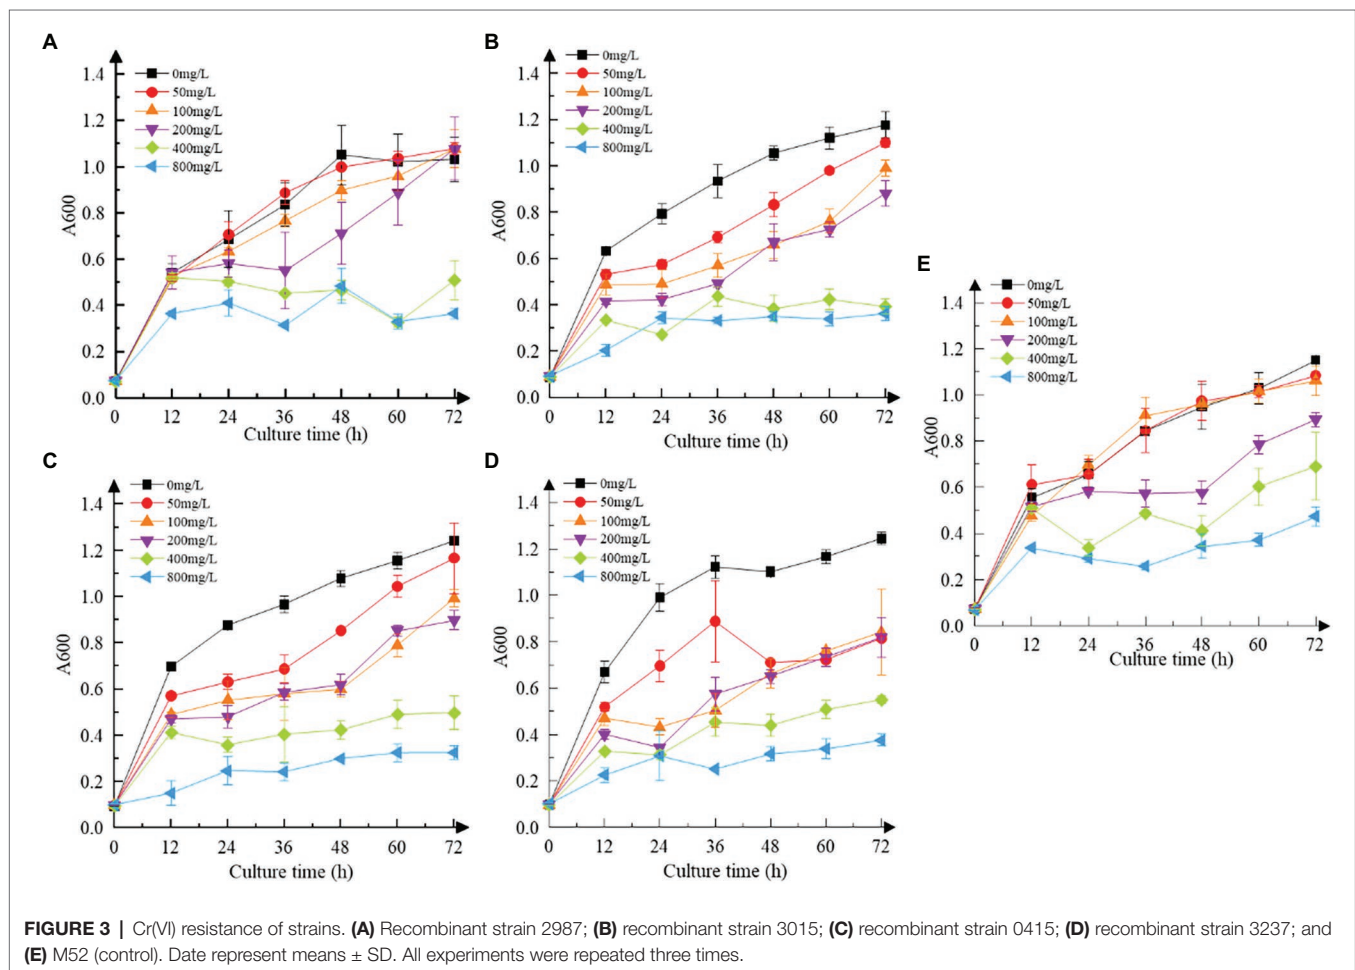 A
1.4
1.2
1.0
0.8
0.6
0.4
0.2
0.0
A600
0mg/L
50mg/L
100mg/L
200mg/L
400mg/L
800mg/L
0 12 24 36 48 60 72
Culture time (h)
B
1.4
1.2
1.0
0.8
0.6
0.4
0.2
0.0
A600
0mg/L
50mg/L
100mg/L
200mg/L
400mg/L
800mg/L
0 12 24 36 48 60 72
Culture time (h)
C
1.4
1.2
1.0
0.8
0.6
0.4
0.2
0.0
A600
0mg/L
50mg/L
100mg/L
200mg/L
400mg/L
800mg/L
0 12 24 36 48 60 72
Culture time (h)
D
1.4
1.2
1.0
0.8
0.6
0.4
0.2
0.0
A600
0mg/L
50mg/L
100mg/L
200mg/L
400mg/L
800mg/L
0 12 24 36 48 60 72
Culture time (h)
E
1.4
1.2
1.0
0.8
0.6
0.4
0.2
0.0
A600
0mg/L
50mg/L
100mg/L
200mg/L
400mg/L
800mg/L
0 12 24 36 48 60 72
Culture time (h)
FIGURE 3 | Cr(VI) resistance of strains. (A) Recombinant strain 2987; (B) recombinant strain 3015; (C) recombinant strain 0415; (D) recombinant strain 3237; and
(E) M52 (control). Date represent means ± SD. All experiments were repeated three times.